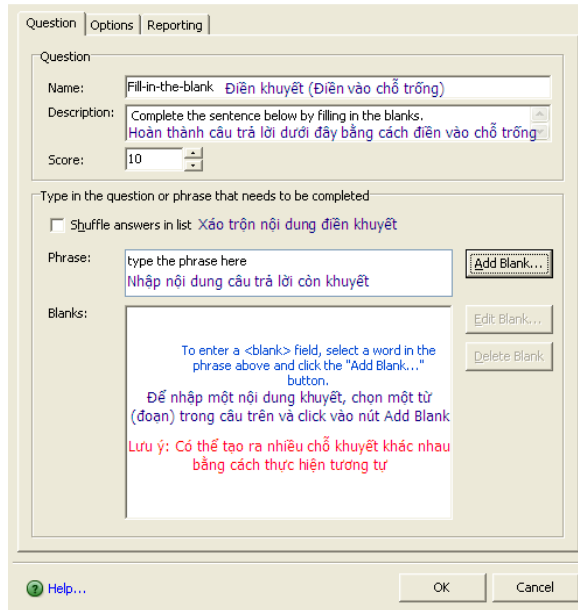 Question Options Reporting
Question
Name: Fill-in-the-blank Điền khuyết (Điền vào chỗ trống)
Description: Complete the sentence below by filling in the blanks.
Hoàn thành câu trả lời dưới đây bằng cách điền vào chỗ trống
Score: 10
Type in the question or phrase that needs to be completed
Shuffle answers in list Xáo trộn nội dung điền khuyết
Phrase: type the phrase here Add Blank...
Nhập nội dung câu trả lời còn khuyết
Blanks: Edit Blank...
To enter a <blank> field, select a word in the
phrase above and click the "Add Blank..." Delete Blank
button.
Để nhập một nội dung khuyết, chọn một từ
(đoạn) trong câu trên và click vào nút Add Blank
Lưu ý: Có thể tạo ra nhiều chỗ khuyết khác nhau
bằng cách thực hiện tương tự
Help... OK Cancel